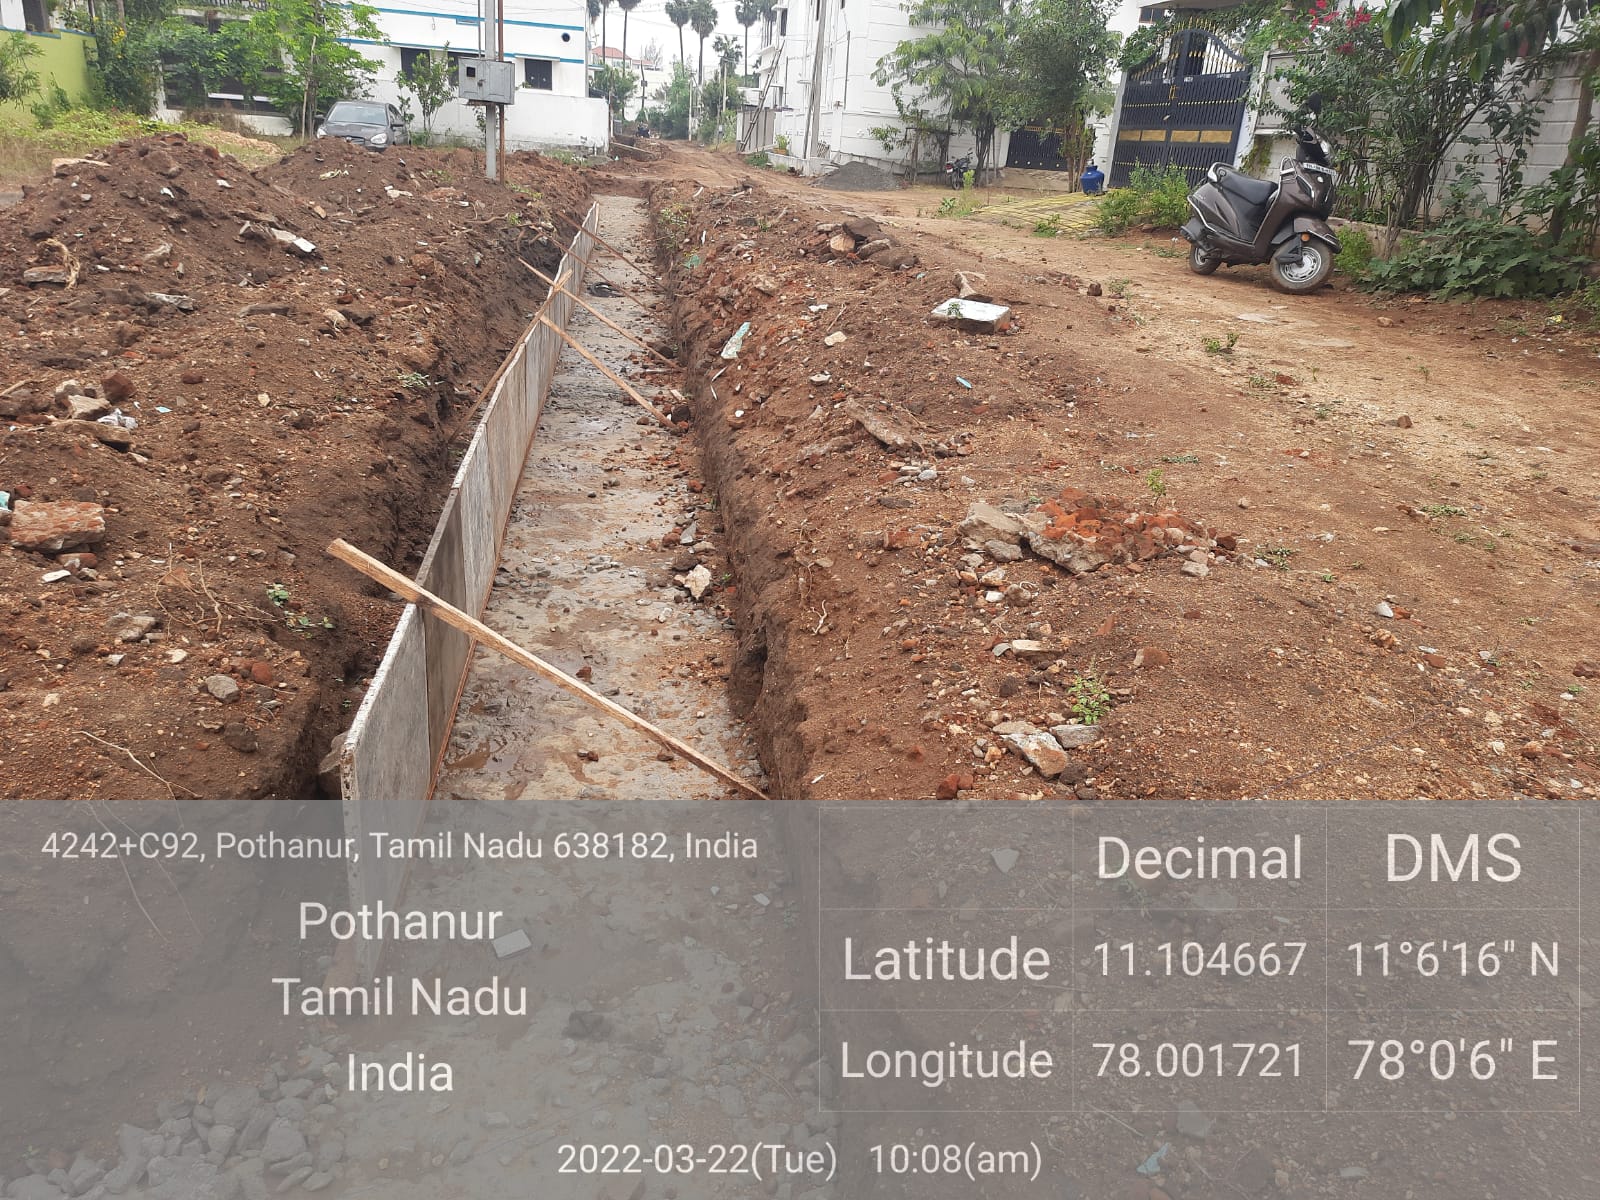 4242+C92, Pothanur, Tamil Nadu 638182, India
Pothanur
Tamil Nadu
India
Decimal DMS
Latitude 11.104667 11°6'16" N
Longitude 78.001721 78°0'6" E
2022-03-22(Tue) 10:08(am)